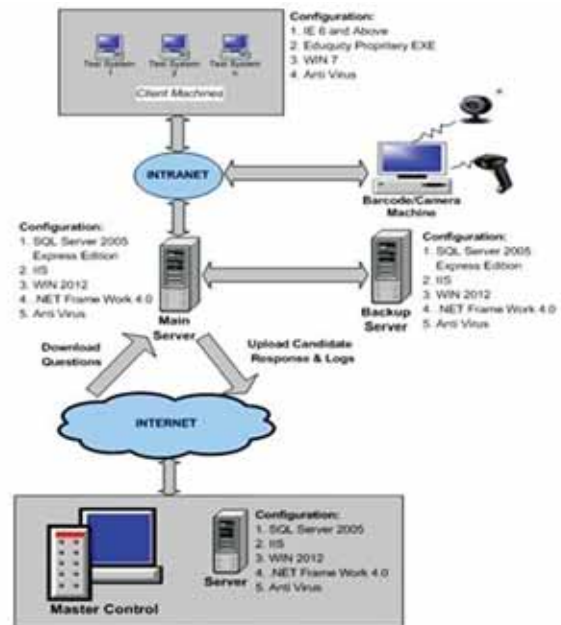 Configuration:
1. IE 6 and Above
2. Eduquty Propritery EXE
3. WIN 7
4. Anti Virus
Test System
1
Test System
2
Test System
n
Client Machines
INTRANET
Barcode/Camera
Machine
Configuration:
1. SQL Server 2005
Express Edition
2. IIS
3. WIN 2012
4. .NET Frame Work 4.0
5. Anti Virus
Main
Server
Backup
Server
Configuration:
1. SQL Server 2005
Express Edition
2. IIS
3. WIN 2012
4. .NET Frame Work 4.0
5. Anti Virus
Download
Questions
Upload Candidate
Response & Logs
INTERNET
Master Control
Server
Configuration:
1. SQL Server 2005
2. IIS
3. WIN 2012
4. .NET Frame Work 4.0
5. Anti Virus